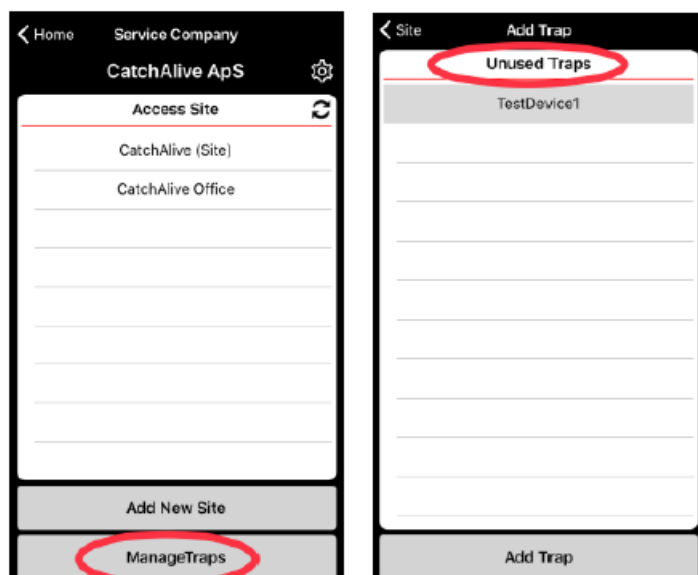 Home
Service Company
CatchAlive ApS
Access Site
CatchAlive (Site)
CatchAlive Office
Add New Site
ManageTraps
Site
Add Trap
Unused Traps
TestDevice1
Add Trap